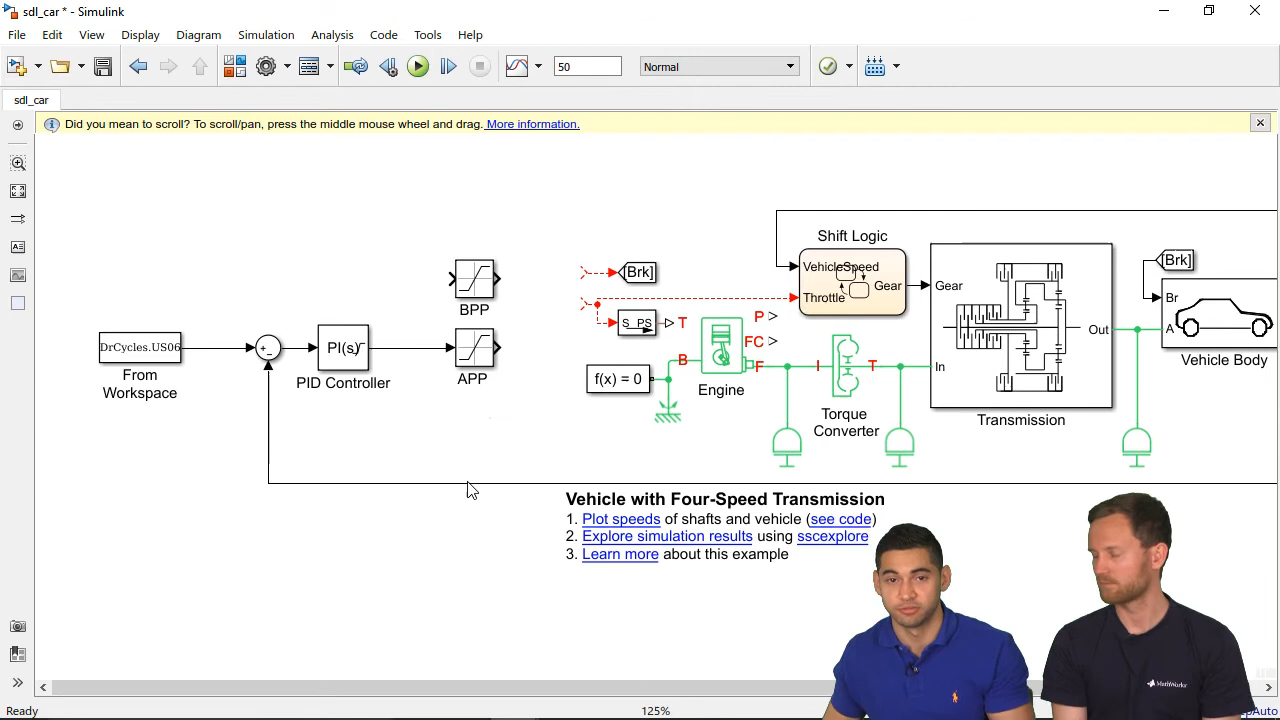 sdl_car * - Simulink
File Edit View Display Diagram Simulation Analysis Code Tools Help
50
Normal
sdl_car
Did you mean to scroll? To scroll/pan, press the middle mouse wheel and drag. More information.
DrCycles.US06
From
Workspace
+
-
PI(s)
PID Controller
BPP
APP
[Brk]
S PS
T
f(x) = 0
B
P
FC
F
Engine
Shift Logic
VehicleSpeed
Throttle
Gear
I
T
Torque
Converter
Gear
In
Out
Transmission
[Brk]
Br
A
Vehicle Body
Vehicle with Four-Speed Transmission
1. Plot speeds of shafts and vehicle (see code)
2. Explore simulation results using sscexplore
3. Learn more about this example
MathWorks
Ready
125%